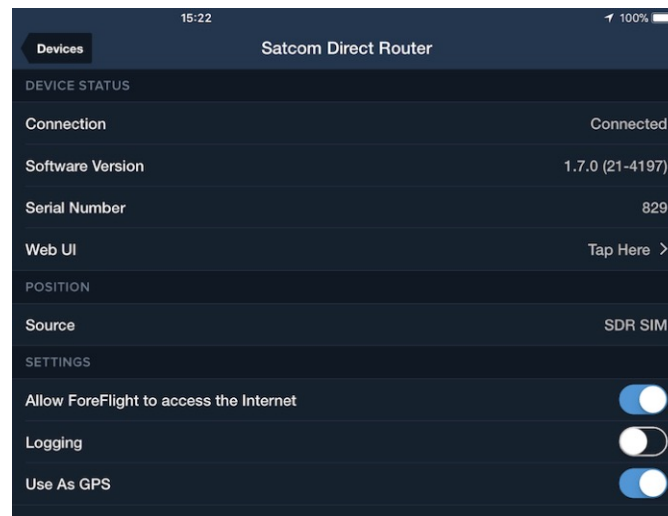 15:22 100%
Devices Satcom Direct Router
DEVICE STATUS
Connection Connected
Software Version 1.7.0 (21-4197)
Serial Number 829
Web UI Tap Here >
POSITION
Source SDR SIM
SETTINGS
Allow ForeFlight to access the Internet
Logging
Use As GPS